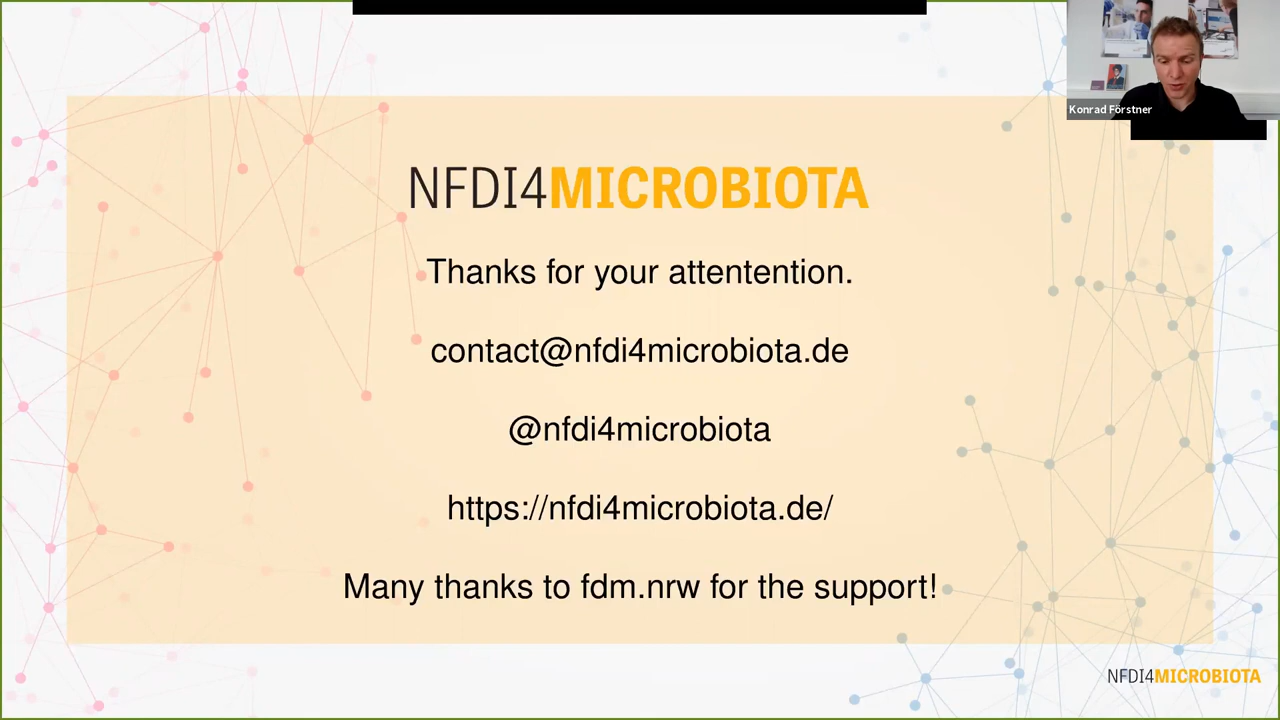 Konrad Förstner
NFDI4MICROBIOTA
Thanks for your attentention.
contact@nfdi4microbiota.de
@nfdi4microbiota
https://nfdi4microbiota.de/
Many thanks to fdm.nrw for the support!
NFDI4MICROBIOTA